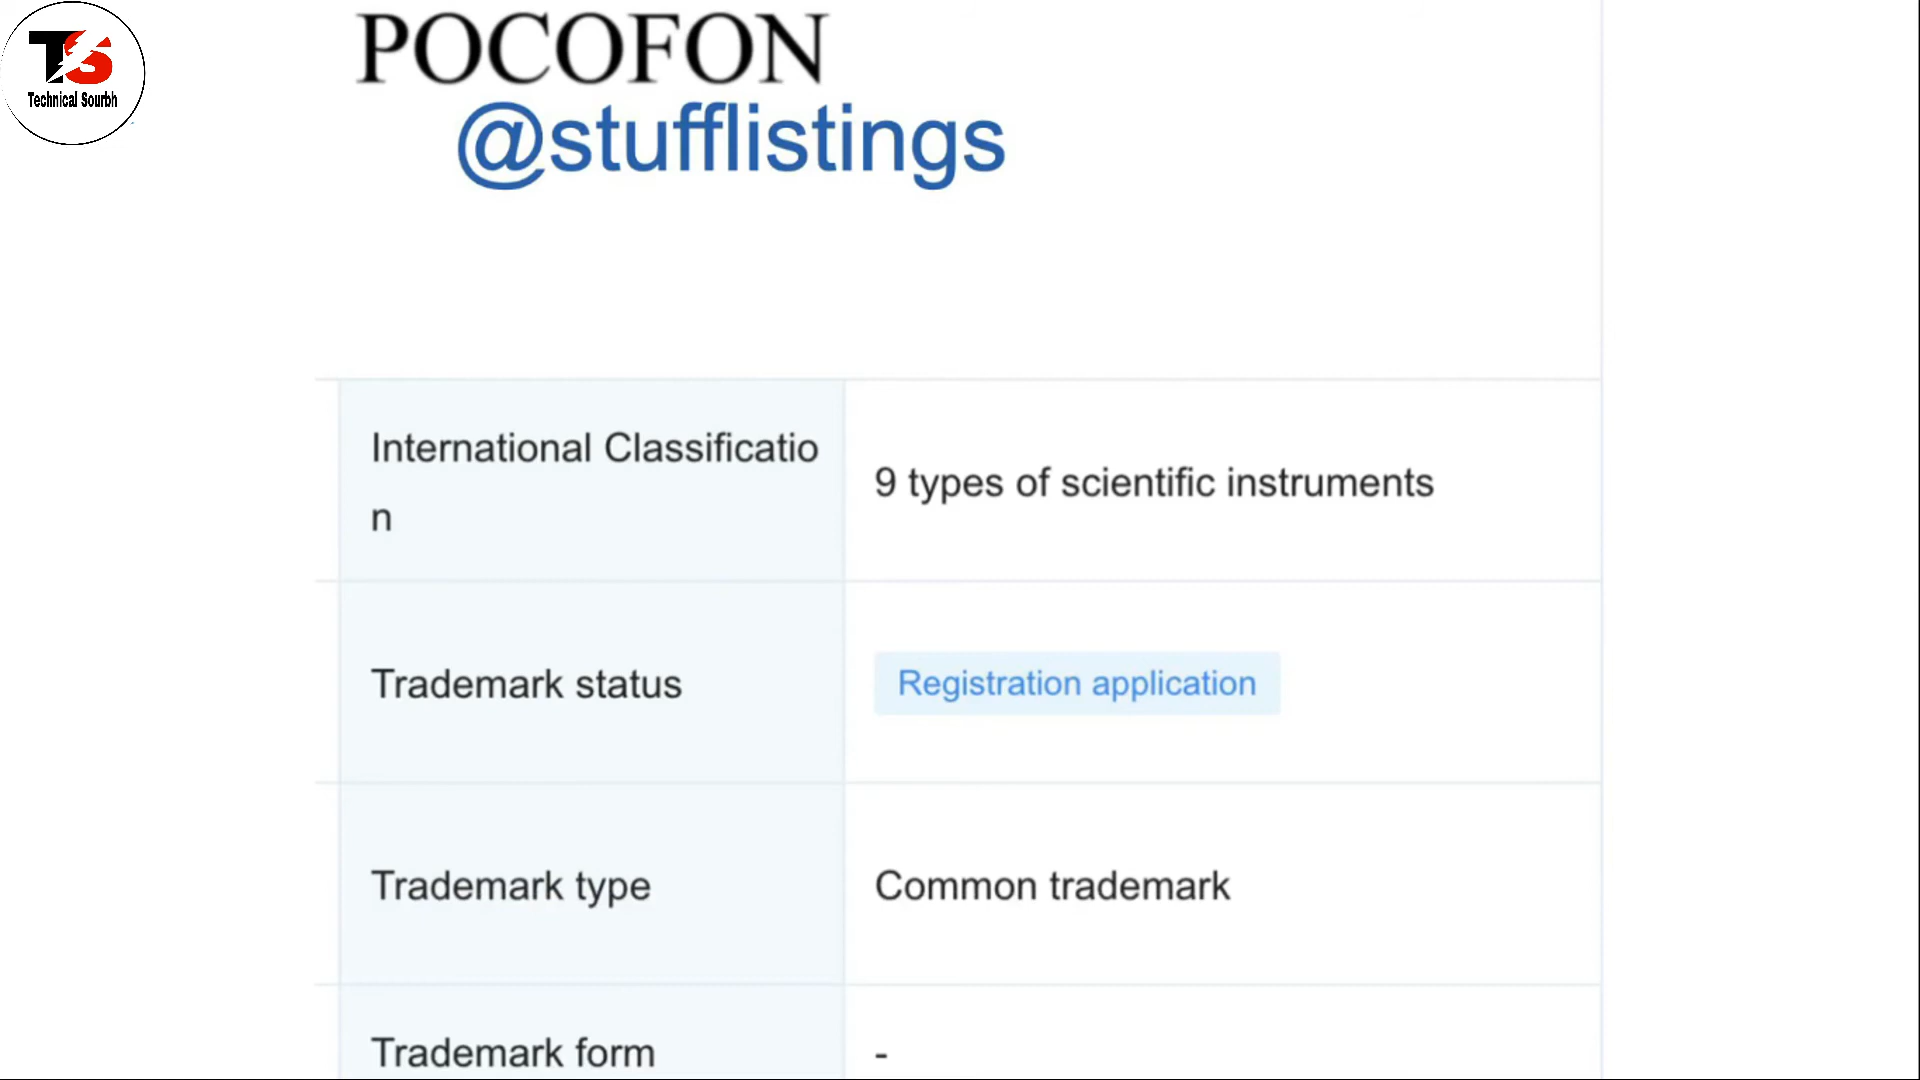 TS
Technical Sourbh
POCOFON
@stufflistings
International Classificatio
n
9 types of scientific instruments
Trademark status
Registration application
Trademark type
Common trademark
Trademark form
-